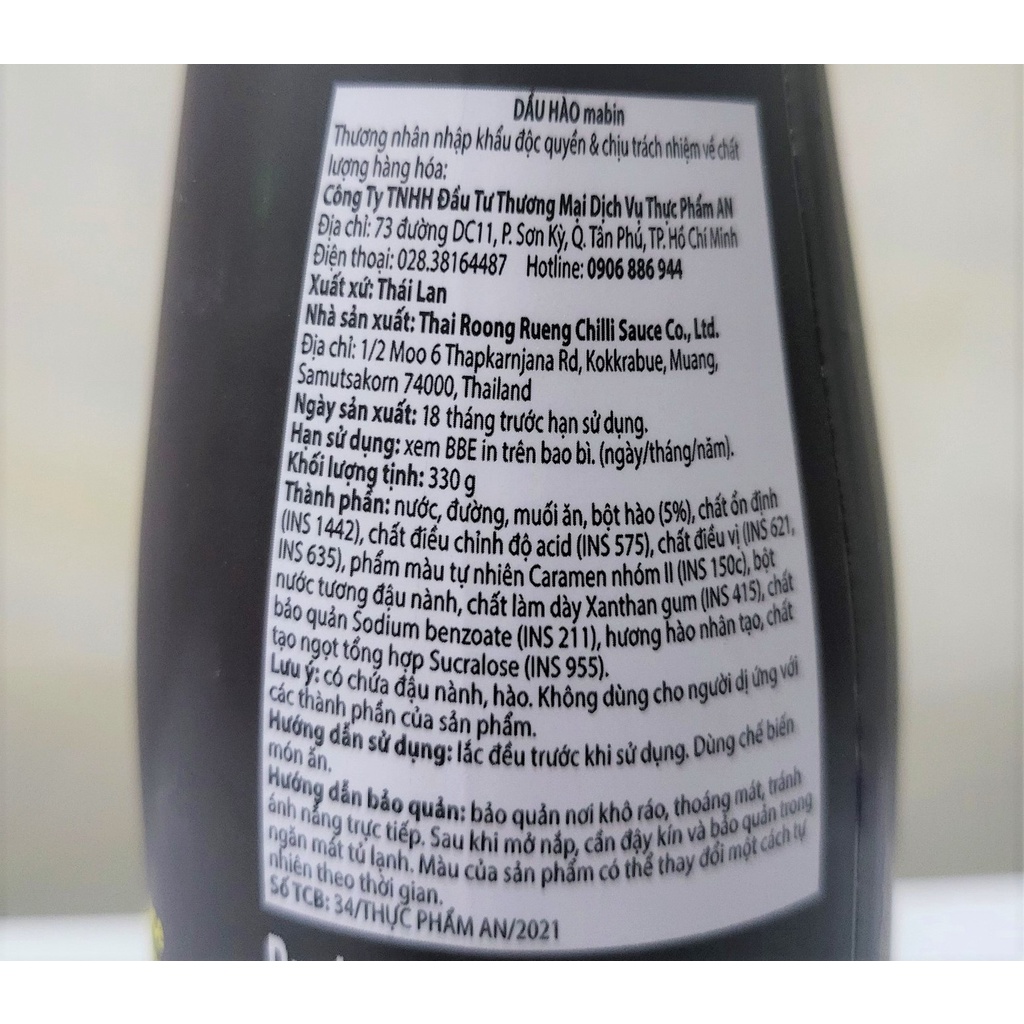 DẦU HÀO mabin
Thương nhân nhập khẩu độc quyền & chịu trách nhiệm về chất
lượng hàng hóa:
Công Ty TNHH Đầu Tư Thương Mại Dịch Vụ Thực Phẩm AN
Địa chỉ: 73 đường DC11, P. Sơn Kỳ, Q. Tân Phú, TP. Hồ Chí Minh
Điện thoại: 028.38164487 Hotline: 0906 886 944
Xuất xứ: Thái Lan
Nhà sản xuất: Thai Roong Rueng Chilli Sauce Co., Ltd.
Địa chỉ: 1/2 Moo 6 Thapkarnjana Rd, Kokkrabue, Muang,
Samutsakorn 74000, Thailand
Ngày sản xuất: 18 tháng trước hạn sử dụng.
Hạn sử dụng: xem BBE in trên bao bì. (ngày/tháng/năm).
Khối lượng tịnh: 330 g
Thành phần: nước, đường, muối ăn, bột hào (5%), chất ổn định
(INS 1442), chất điều chỉnh độ acid (INS 575), chất điều vị (INS 621,
INS 635), phẩm màu tự nhiên Caramen nhóm II (INS 150c), bột
nước tương đậu nành, chất làm dày Xanthan gum (INS 415), chất
bảo quản Sodium benzoate (INS 211), hương hào nhân tạo, chất
tạo ngọt tổng hợp Sucralose (INS 955).
Lưu ý: có chứa đậu nành, hào. Không dùng cho người dị ứng với
các thành phần của sản phẩm.
Hướng dẫn sử dụng: lắc đều trước khi sử dụng. Dùng chế biến
món ăn.
Hướng dẫn bảo quản: bảo quản nơi khô ráo, thoáng mát, tránh
ánh nắng trực tiếp. Sau khi mở nắp, cần đậy kín và bảo quản trong
ngăn mát tủ lạnh. Màu của sản phẩm có thể thay đổi một cách tự
nhiên theo thời gian.
Số TCB: 34/THỰC PHẨM AN/2021